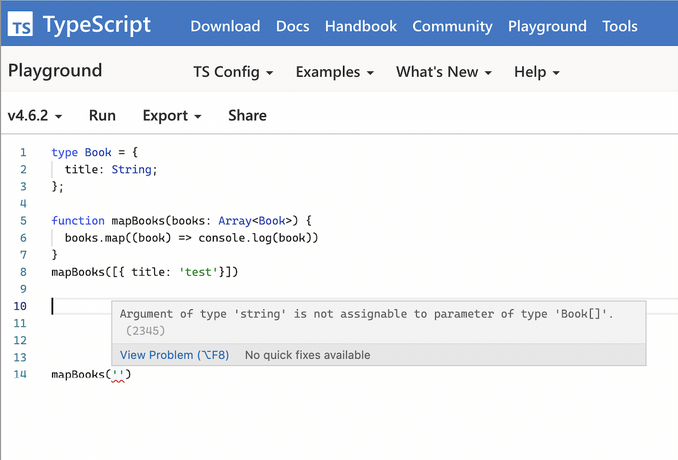 TS TypeScript Download Docs Handbook Community Playground Tools
Playground TS Config Examples What's New Help
v4.6.2 Run Export Share
1 type Book = {
2 title: String;
3 };
4
5 function mapBooks(books: Array<Book>) {
6 books.map((book) => console.log(book))
7 }
8 mapBooks([{ title: 'test'}])
9
10
11 Argument of type 'string' is not assignable to parameter of type 'Book[]'.
12 (2345)
13 View Problem (⌥F8) No quick fixes available
14 mapBooks('')